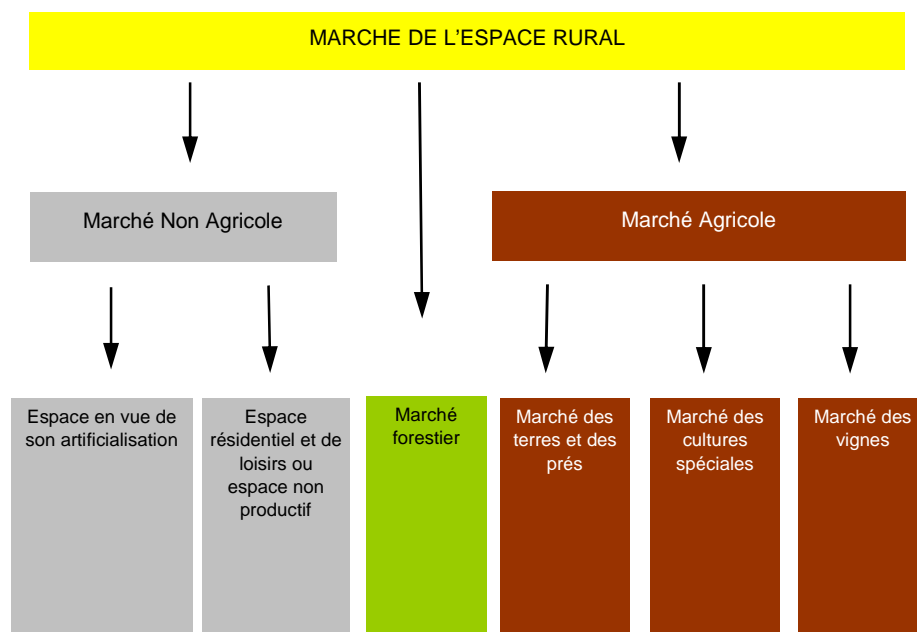 MARCHE DE L'ESPACE RURAL
Marché Non Agricole
Marché Agricole
Espace en vue de
son artificialisation
Espace
résidentiel et de
loisirs ou
espace non
productif
Marché
forestier
Marché des
terres et des
prés
Marché des
cultures
spéciales
Marché des
vignes